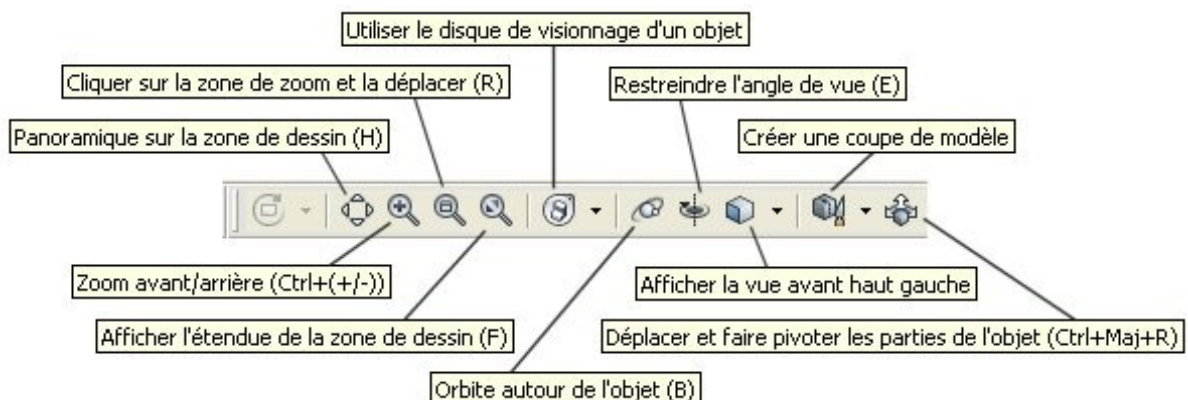 Utiliser le disque de visionnage d'un objet
Cliquer sur la zone de zoom et la déplacer (R)
Restreindre l'angle de vue (E)
Panoramique sur la zone de dessin (H)
Créer une coupe de modèle
Zoom avant/arrière (Ctrl+(+/-))
Afficher la vue avant haut gauche
Afficher l'étendue de la zone de dessin (F)
Déplacer et faire pivoter les parties de l'objet (Ctrl+Maj+R)
Orbite autour de l'objet (B)